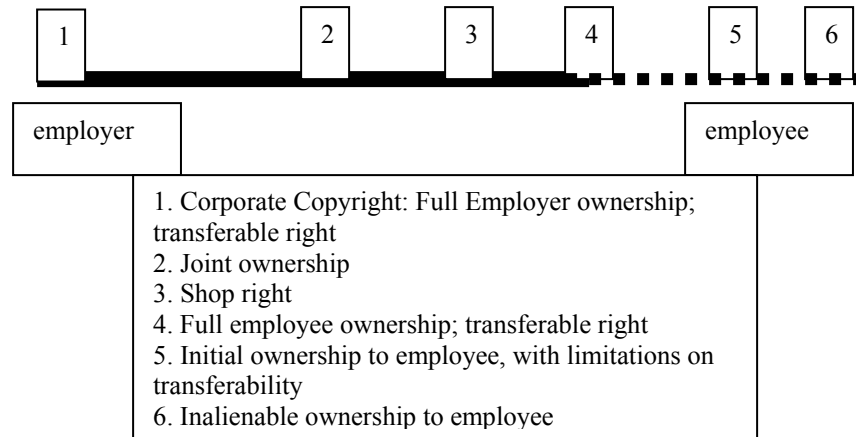 1 2 3 4 5 6
employer employee
1. Corporate Copyright: Full Employer ownership;
transferable right
2. Joint ownership
3. Shop right
4. Full employee ownership; transferable right
5. Initial ownership to employee, with limitations on
transferability
6. Inalienable ownership to employee